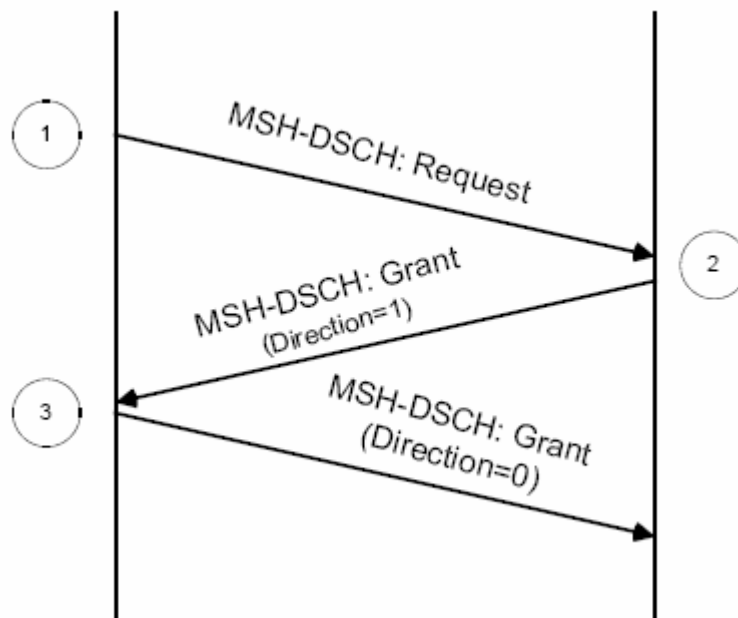 1
MSH-DSCH: Request
2
MSH-DSCH: Grant
(Direction=1)
3
MSH-DSCH: Grant
(Direction=0)